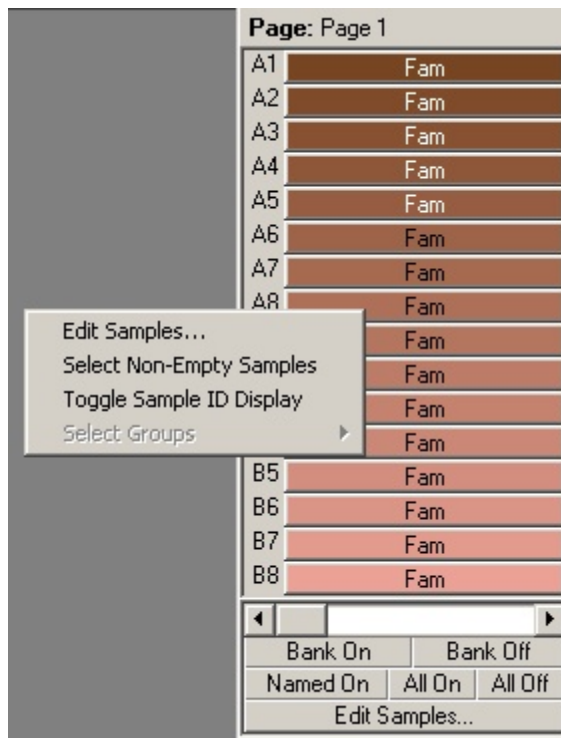 Page: Page 1
A1 Fam
A2 Fam
A3 Fam
A4 Fam
A5 Fam
A6 Fam
A7 Fam
A8 Fam
Fam
Fam
Fam
Fam
Edit Samples...
Select Non-Empty Samples
Toggle Sample ID Display
Select Groups
B5 Fam
B6 Fam
B7 Fam
B8 Fam
Bank On Bank Off
Named On All On All Off
Edit Samples...